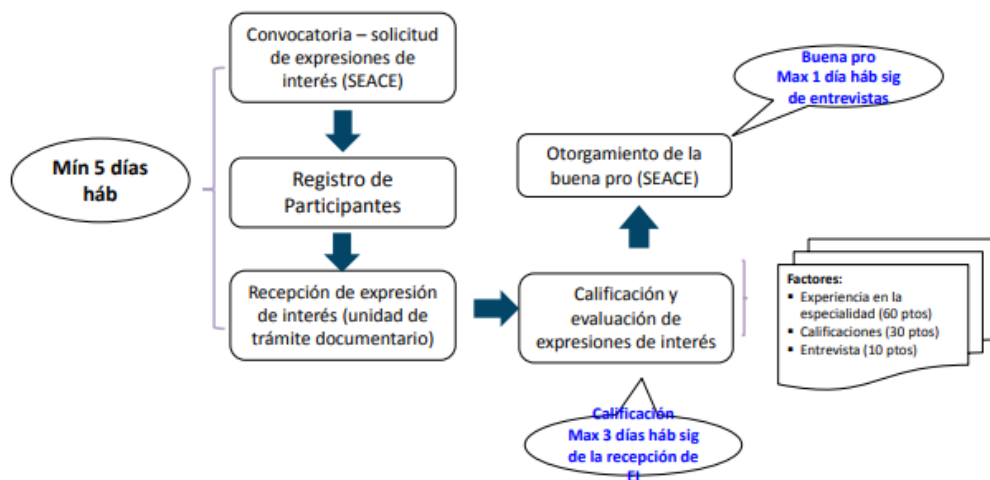 Convocatoria – solicitud
de expresiones de
interés (SEACE)
Mín 5 días
háb
Registro de
Participantes
Recepción de expresión
de interés (unidad de
trámite documentario)
Calificación y
evaluación de
expresiones de interés
Calificación
Max 3 días háb sig
de la recepción de
EI
Factores:
▪ Experiencia en la
especialidad (60 ptos)
▪ Calificaciones (30 ptos)
▪ Entrevista (10 ptos)
Otorgamiento de la
buena pro (SEACE)
Buena pro
Max 1 día háb sig
de entrevistas